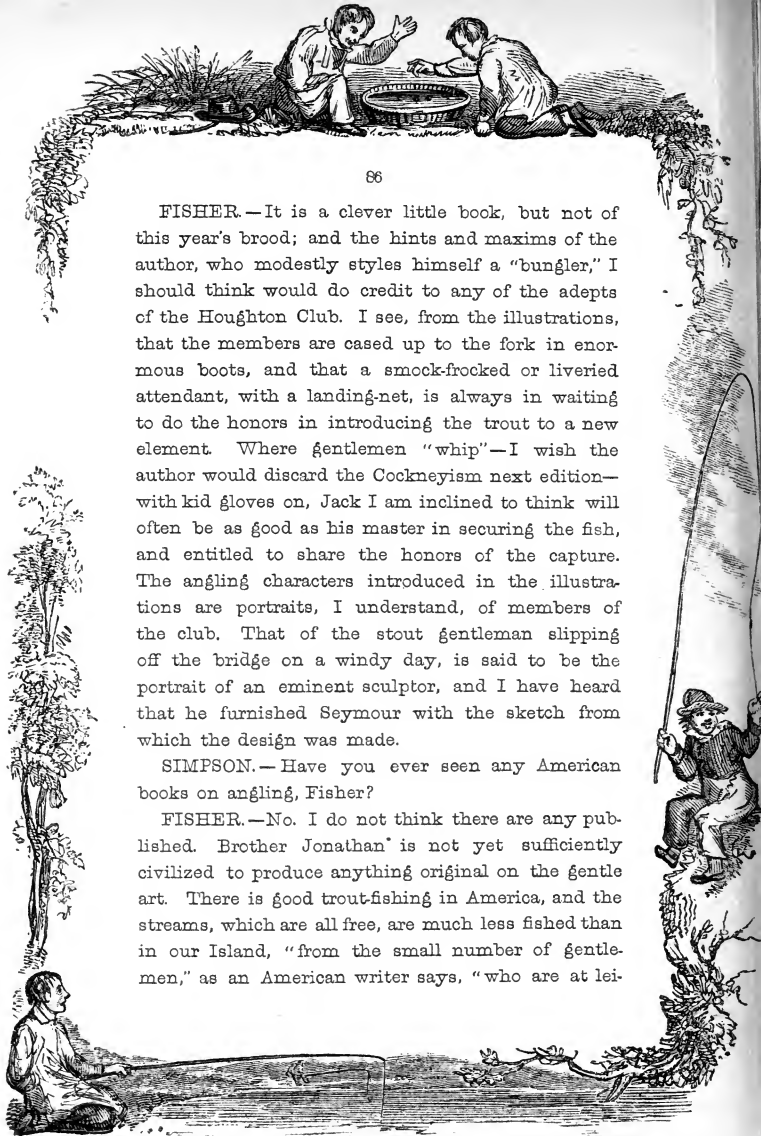 86
FISHER.—It is a clever little book, but not of
this year's brood; and the hints and maxims of the
author, who modestly styles himself a "bungler," I
should think would do credit to any of the adepts
of the Houghton Club. I see, from the illustrations,
that the members are cased up to the fork in enor-
mous boots, and that a smock-frocked or liveried
attendant, with a landing-net, is always in waiting
to do the honors in introducing the trout to a new
element. Where gentlemen "whip"—I wish the
author would discard the Cockneyism next edition—
with kid gloves on, Jack I am inclined to think will
often be as good as his master in securing the fish,
and entitled to share the honors of the capture.
The angling characters introduced in the illustra-
tions are portraits, I understand, of members of
the club. That of the stout gentleman slipping
off the bridge on a windy day, is said to be the
portrait of an eminent sculptor, and I have heard
that he furnished Seymour with the sketch from
which the design was made.
SIMPSON.—Have you ever seen any American
books on angling, Fisher?
FISHER.—No. I do not think there are any pub-
lished. Brother Jonathan* is not yet sufficiently
civilized to produce anything original on the gentle
art. There is good trout-fishing in America, and the
streams, which are all free, are much less fished than
in our Island, "from the small number of gentle-
men," as an American writer says, "who are at lei-